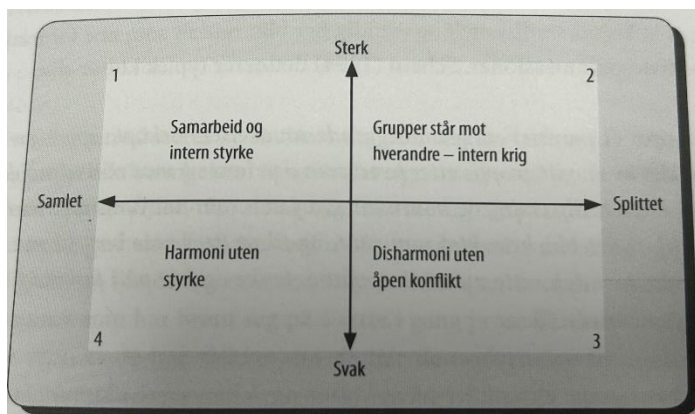 Sterk
1
2
Samarbeid og
intern styrke
Grupper står mot
hverandre – intern krig
Samlet
Splittet
Harmoni uten
styrke
Disharmoni uten
åpen konflikt
4
3
Svak